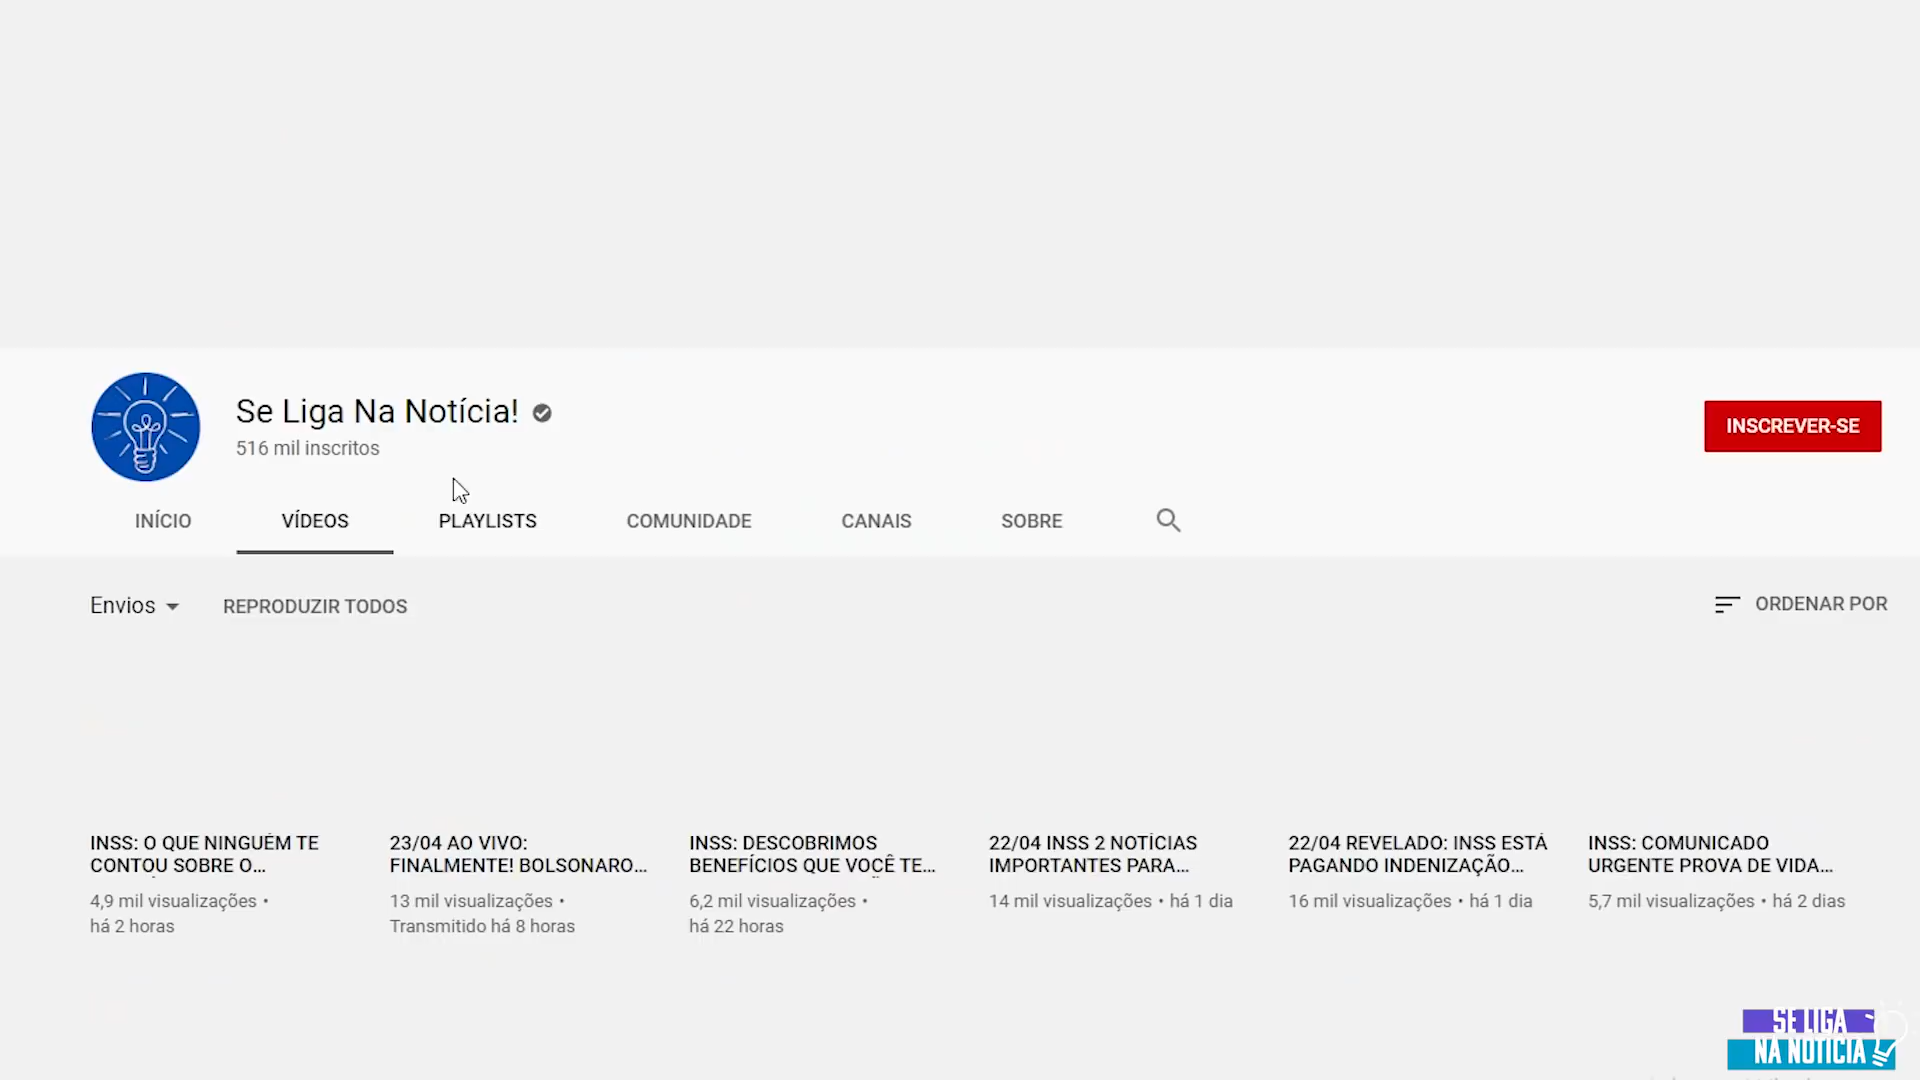 Se Liga Na Notícia!
516 mil inscritos
INSCREVER-SE
INÍCIO
VÍDEOS
PLAYLISTS
COMUNIDADE
CANAIS
SOBRE
Envios
REPRODUZIR TODOS
ORDENAR POR
INSS: O QUE NINGUÉM TE
CONTOU SOBRE O...
4,9 mil visualizações •
há 2 horas
23/04 AO VIVO:
FINALMENTE! BOLSONARO...
13 mil visualizações •
Transmitido há 8 horas
INSS: DESCOBRIMOS
BENEFÍCIOS QUE VOCÊ TE...
6,2 mil visualizações •
há 22 horas
22/04 INSS 2 NOTÍCIAS
IMPORTANTES PARA...
14 mil visualizações • há 1 dia
22/04 REVELADO: INSS ESTÁ
PAGANDO INDENIZAÇÃO...
16 mil visualizações • há 1 dia
INSS: COMUNICADO
URGENTE PROVA DE VIDA...
5,7 mil visualizações • há 2 dias
SE LIGA
NA NOTÍCIA